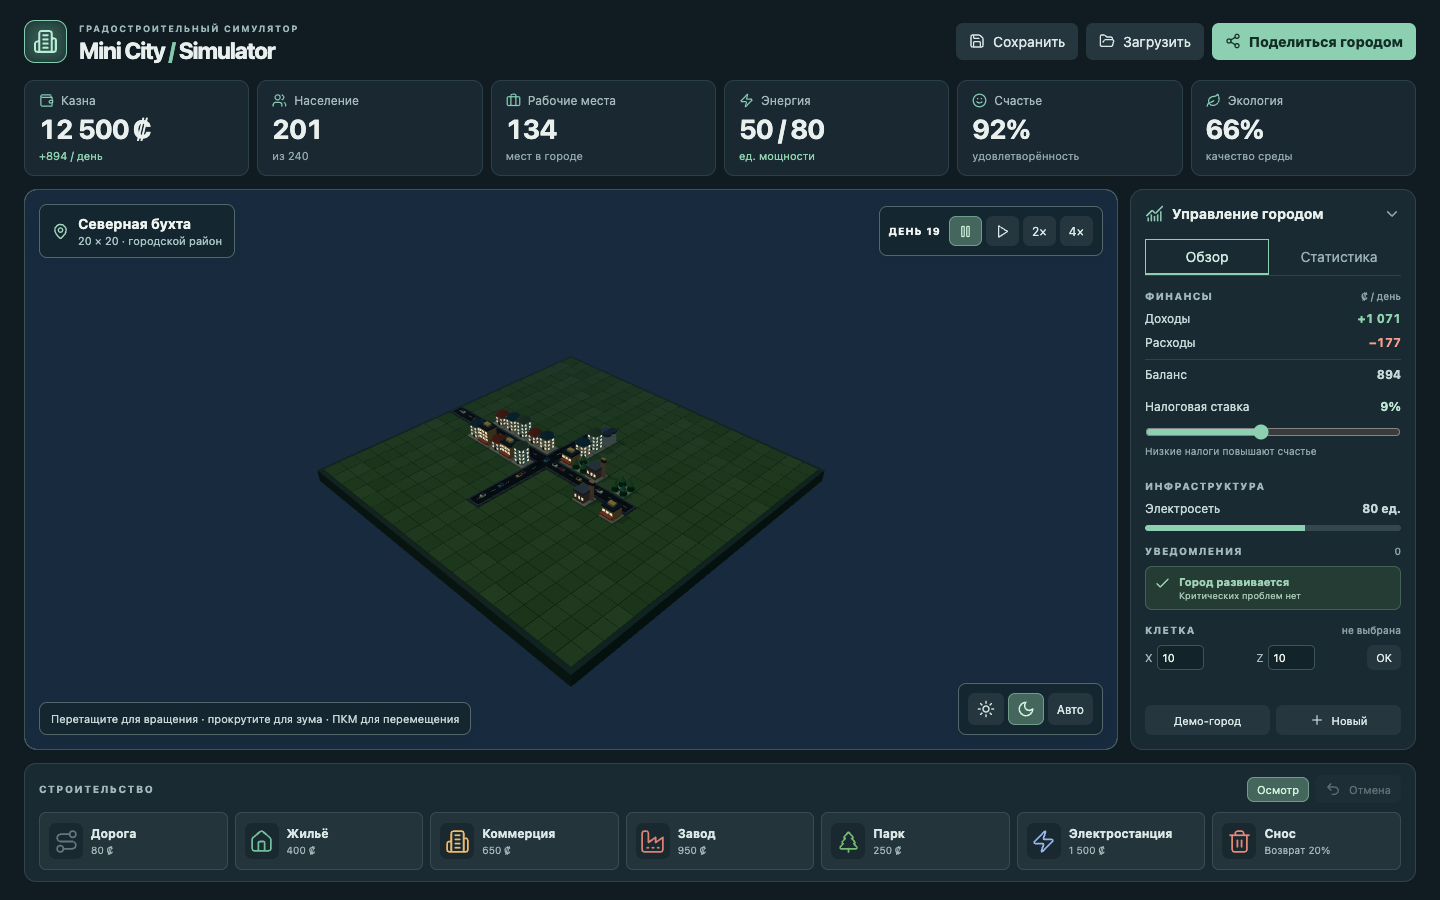 ГРАДОСТРОИТЕЛЬНЫЙ СИМУЛЯТОР
Mini City / Simulator
Сохранить
Загрузить
Поделиться городом
Казна
12 500 ₡
+894 / день
Население
201
из 240
Рабочие места
134
мест в городе
Энергия
50 / 80
ед. мощности
Счастье
92%
удовлетворённость
Экология
66%
качество среды
Северная бухта
20 × 20 · городской район
ДЕНЬ 19
2×
4×
Перетащите для вращения · прокрутите для зума · ПКМ для перемещения
Авто
Управление городом
Обзор
Статистика
ФИНАНСЫ
₡ / день
Доходы
+1 071
Расходы
−177
Баланс
894
Налоговая ставка
9%
Низкие налоги повышают счастье
ИНФРАСТРУКТУРА
Электросеть
80 ед.
УВЕДОМЛЕНИЯ
0
Город развивается
Критических проблем нет
КЛЕТКА
не выбрана
X 10
Z 10
OK
Демо-город
Новый
СТРОИТЕЛЬСТВО
Осмотр
Отмена
Дорога
80 ₡
Жильё
400 ₡
Коммерция
650 ₡
Завод
950 ₡
Парк
250 ₡
Электростанция
1 500 ₡
Снос
Возврат 20%